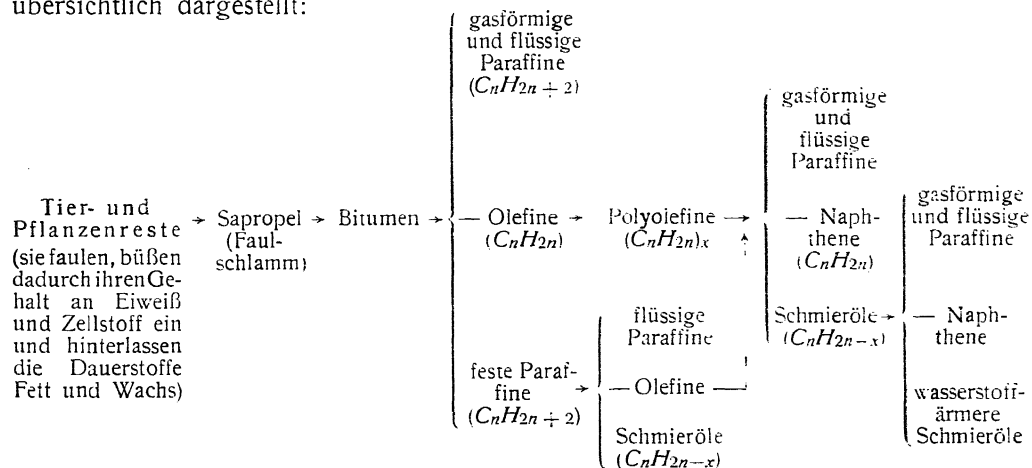 übersichtlich dargestellt:
Tier- und
Pflanzenreste
(sie faulen, büßen
dadurch ihren Ge-
halt an Eiweiß
und Zellstoff ein
und hinterlassen
die Dauerstoffe
Fett und Wachs)
→ Sapropel →
(Faul-
schlamm)
Bitumen →
gasförmige
und flüssige
Paraffine
(CnH2n + 2)
— Olefine →
(CnH2n)
feste Paraf-
fine →
(CnH2n + 2)
Polyolefine →
(CnH2n)x
flüssige
Paraffine
— Olefine —
Schmieröle
(CnH2n—x)
gasförmige
und
flüssige
Paraffine
— Naph-
thene
(CnH2n)
Schmieröle →
(CnH2n—x)
gasförmige
und flüssige
Paraffine
— Naph-
thene
wasserstoff-
ärmere
Schmieröle